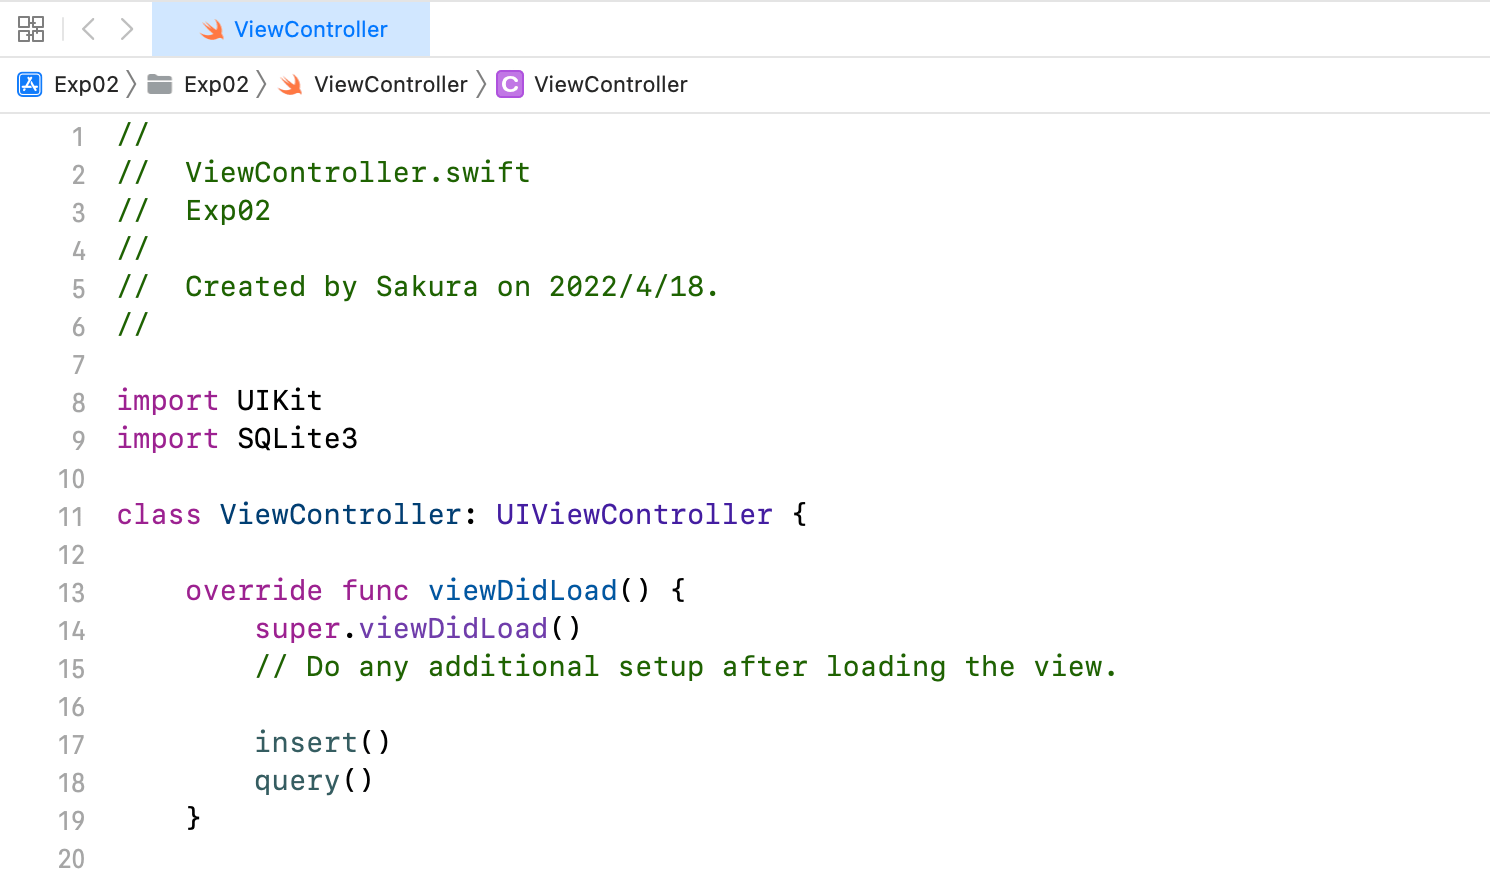 ViewController
Exp02 〉 Exp02 〉 ViewController 〉 C ViewController
1 //
2 //  ViewController.swift
3 //  Exp02
4 //
5 //  Created by Sakura on 2022/4/18.
6 //
7
8 import UIKit
9 import SQLite3
10
11 class ViewController: UIViewController {
12
13     override func viewDidLoad() {
14         super.viewDidLoad()
15         // Do any additional setup after loading the view.
16
17         insert()
18         query()
19     }
20